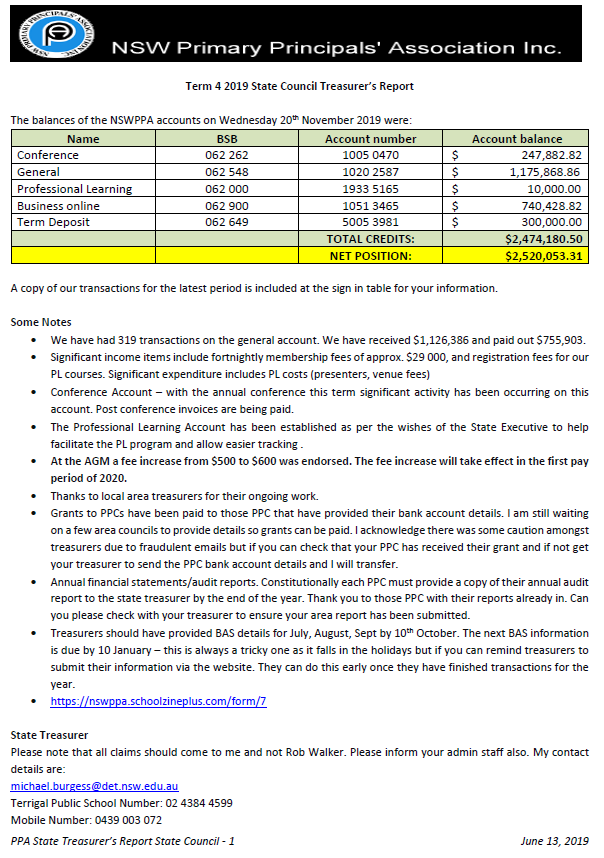 NSW PRIMARY PRINCIPALS' ASSOCIATION INC.
P
NSW Primary Principals' Association Inc.
Term 4 2019 State Council Treasurer's Report
The balances of the NSWPPA accounts on Wednesday 20th November 2019 were:
Name BSB Account number Account balance
Conference 062 262 1005 0470 $ 247,882.82
General 062 548 1020 2587 $ 1,175,868.86
Professional Learning 062 000 1933 5165 $ 10,000.00
Business online 062 900 1051 3465 $ 740,428.82
Term Deposit 062 649 5005 3981 $ 300,000.00
TOTAL CREDITS: $2,474,180.50
NET POSITION: $2,520,053.31
A copy of our transactions for the latest period is included at the sign in table for your information.
Some Notes
• We have had 319 transactions on the general account. We have received $1,126,386 and paid out $755,903.
• Significant income items include fortnightly membership fees of approx. $29 000, and registration fees for our
PL courses. Significant expenditure includes PL costs (presenters, venue fees)
• Conference Account – with the annual conference this term significant activity has been occurring on this
account. Post conference invoices are being paid.
• The Professional Learning Account has been established as per the wishes of the State Executive to help
facilitate the PL program and allow easier tracking .
• At the AGM a fee increase from $500 to $600 was endorsed. The fee increase will take effect in the first pay
period of 2020.
• Thanks to local area treasurers for their ongoing work.
• Grants to PPCs have been paid to those PPC that have provided their bank account details. I am still waiting
on a few area councils to provide details so grants can be paid. I acknowledge there was some caution amongst
treasurers due to fraudulent emails but if you can check that your PPC has received their grant and if not get
your treasurer to send the PPC bank account details and I will transfer.
• Annual financial statements/audit reports. Constitutionally each PPC must provide a copy of their annual audit
report to the state treasurer by the end of the year. Thank you to those PPC with their reports already in. Can
you please check with your treasurer to ensure your area report has been submitted.
• Treasurers should have provided BAS details for July, August, Sept by 10th October. The next BAS information
is due by 10 January – this is always a tricky one as it falls in the holidays but if you can remind treasurers to
submit their information via the website. They can do this early once they have finished transactions for the
year.
• https://nswppa.schoolzineplus.com/form/7
State Treasurer
Please note that all claims should come to me and not Rob Walker. Please inform your admin staff also. My contact
details are:
michael.burgess@det.nsw.edu.au
Terrigal Public School Number: 02 4384 4599
Mobile Number: 0439 003 072
PPA State Treasurer's Report State Council - 1 June 13, 2019